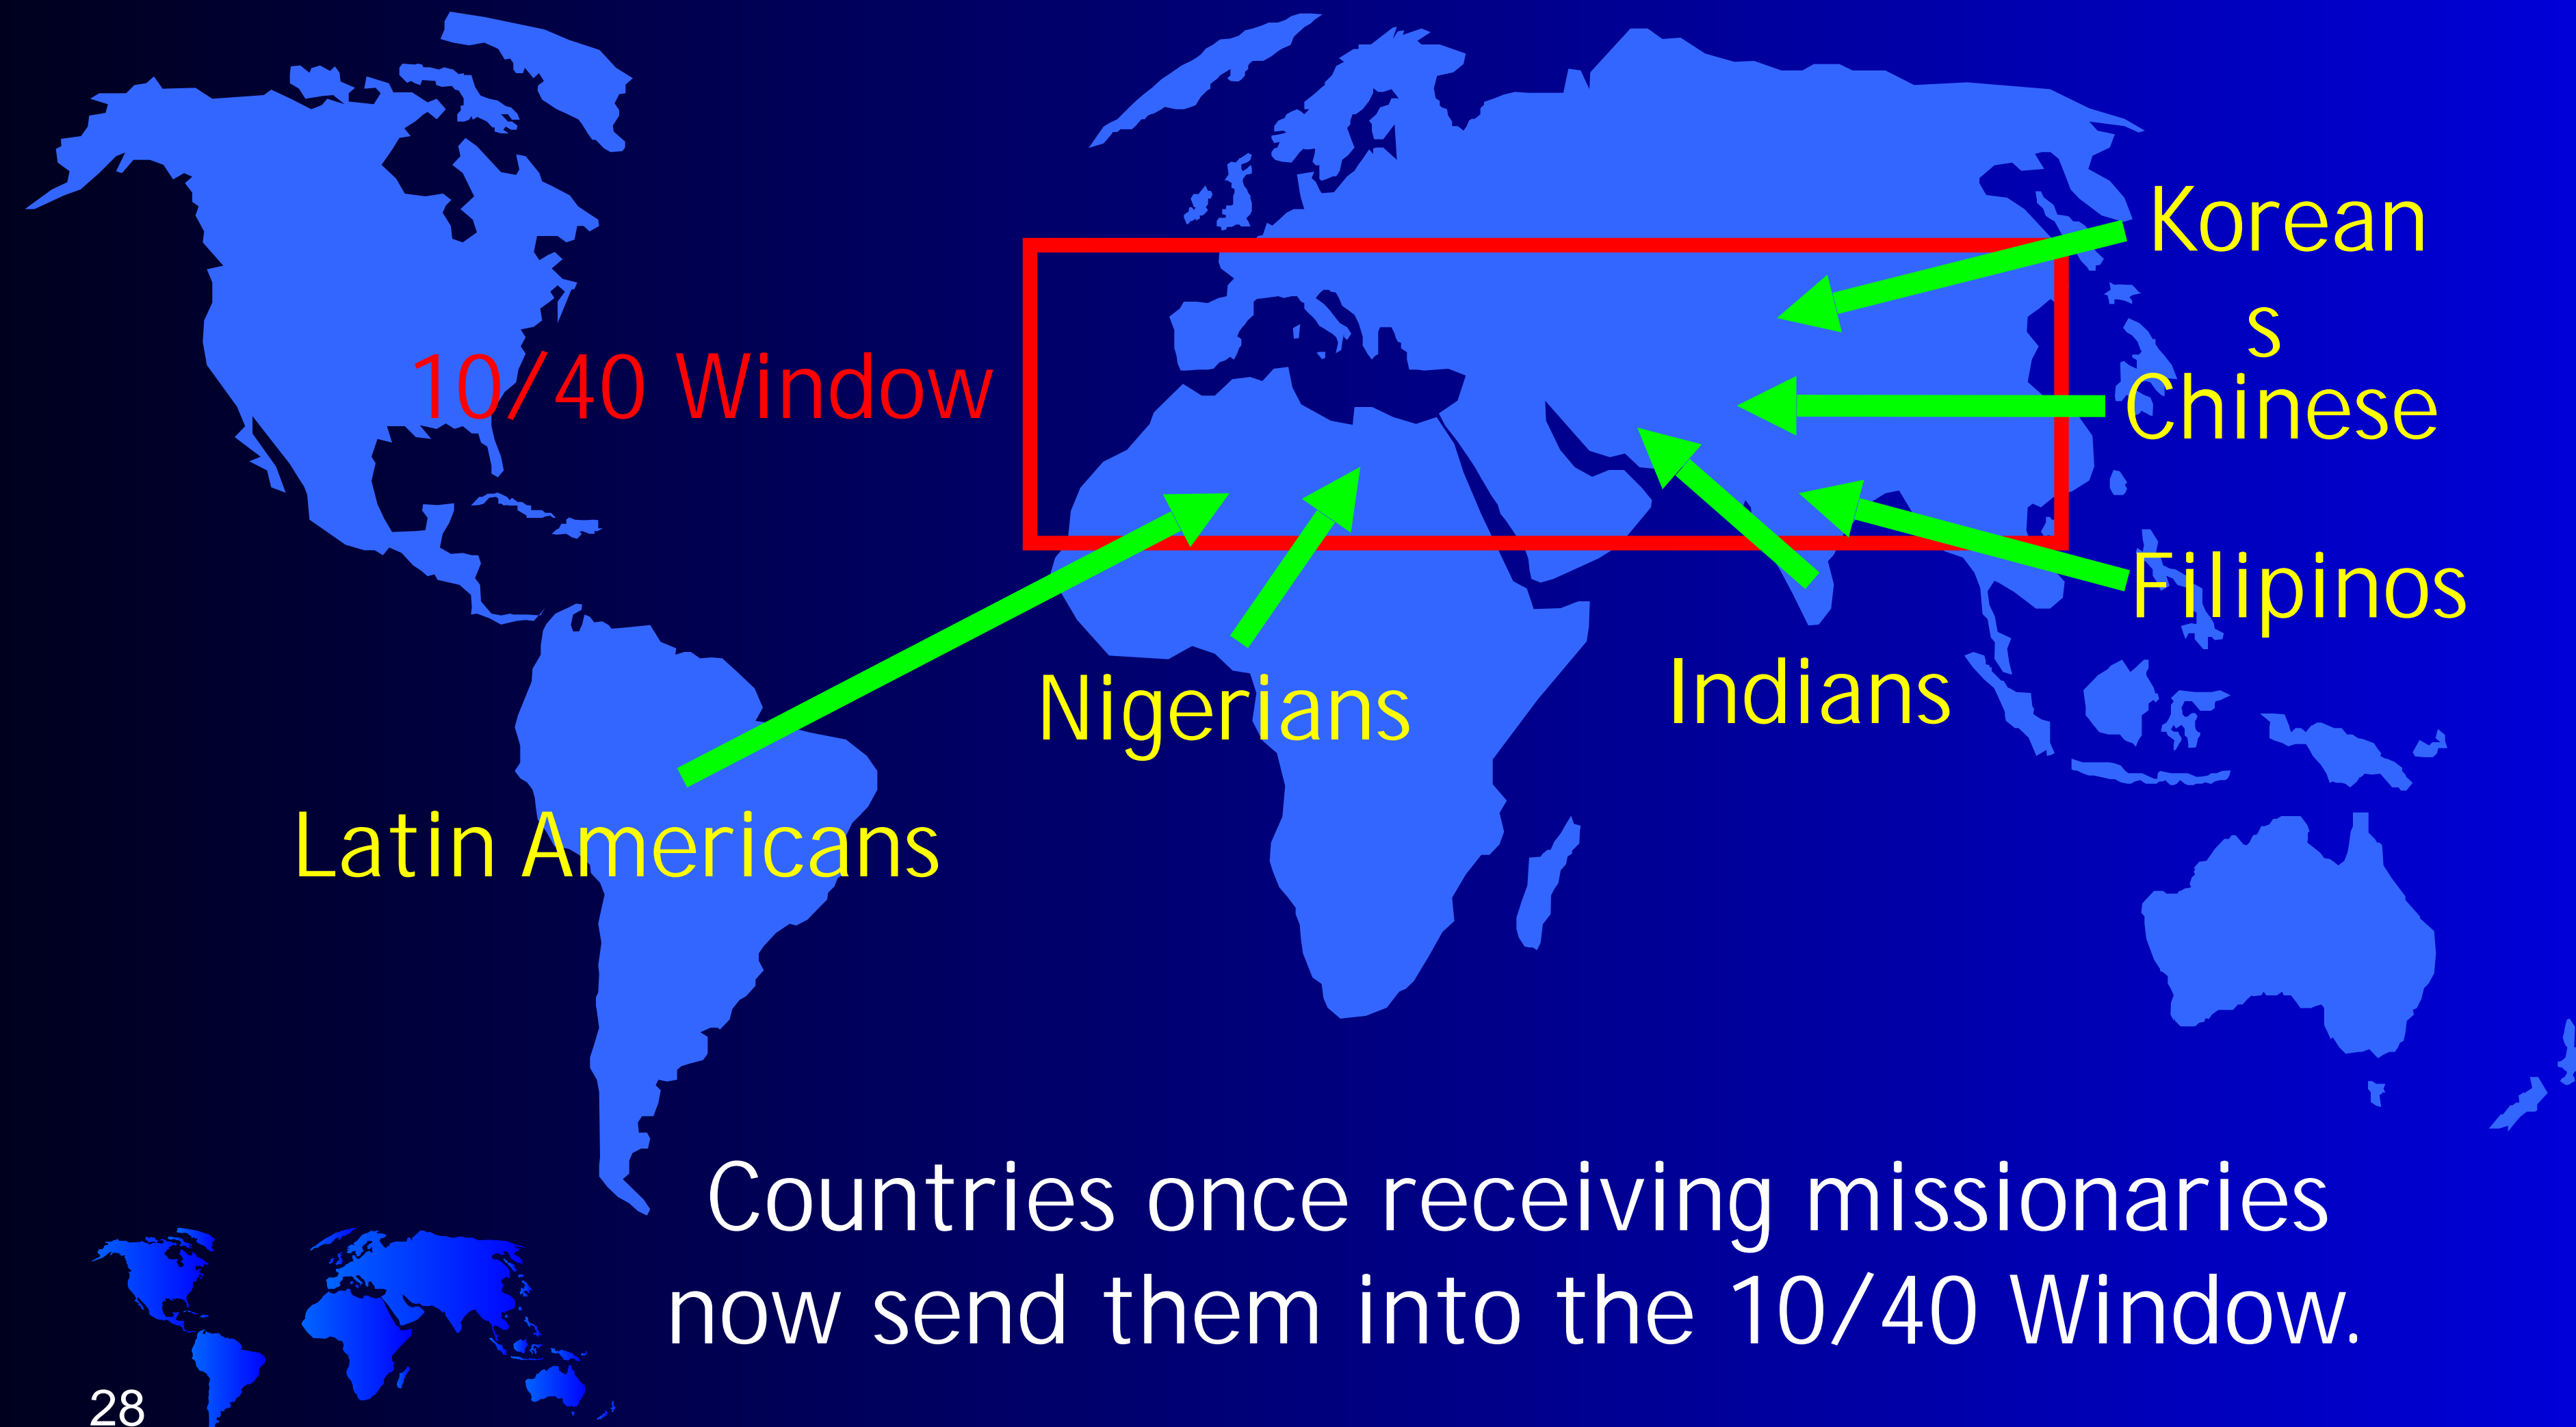 Korean
s
10/40 Window
Chinese
Filipinos
Nigerians
Indians
Latin Americans
Countries once receiving missionaries
now send them into the 10/40 Window.
28